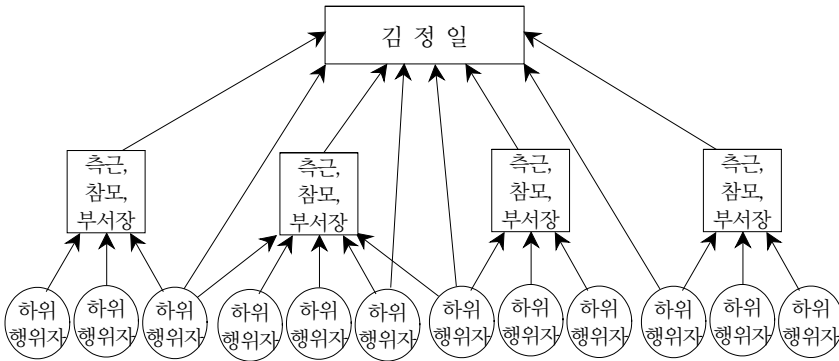 김 정 일
측근,
참모,
부서장
측근,
참모,
부서장
측근,
참모,
부서장
측근,
참모,
부서장
하위
행위자
하위
행위자
하위
행위자
하위
행위자
하위
행위자
하위
행위자
하위
행위자
하위
행위자
하위
행위자
하위
행위자
하위
행위자
하위
행위자